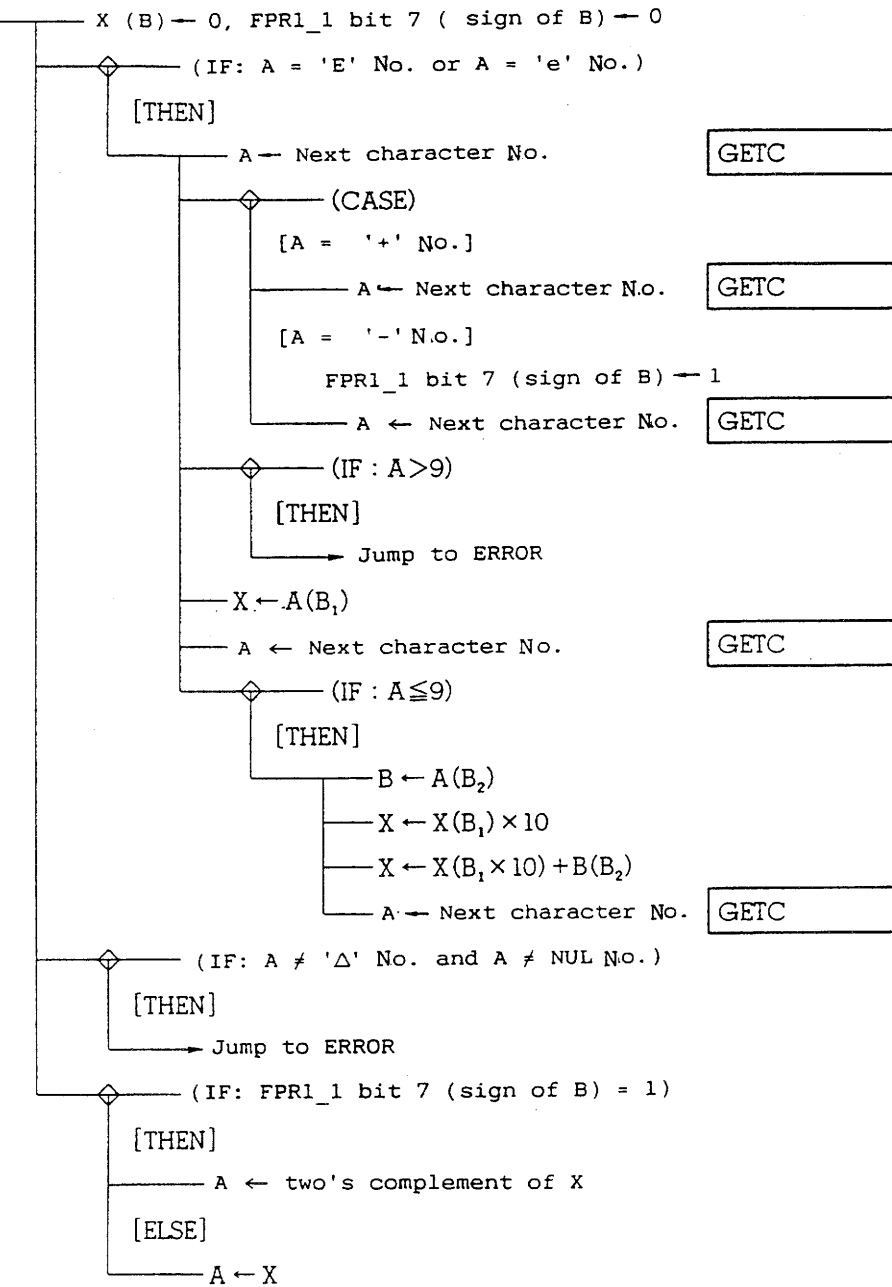 X (B) ← 0, FPR1_1 bit 7 ( sign of B) ← 0
(IF: A = 'E' No. or A = 'e' No.)
[THEN]
A ← Next character No. GETC
(CASE)
[A = '+' No.]
A ← Next character No. GETC
[A = '-' No.]
FPR1_1 bit 7 (sign of B) ← 1
A ← Next character No. GETC
(IF : A>9)
[THEN]
Jump to ERROR
X ← A(B₁)
A ← Next character No. GETC
(IF : A≦9)
[THEN]
B ← A(B₂)
X ← X(B₁) × 10
X ← X(B₁ × 10) + B(B₂)
A ← Next character No. GETC
(IF: A ≠ 'Δ' No. and A ≠ NUL No.)
[THEN]
Jump to ERROR
(IF: FPR1_1 bit 7 (sign of B) = 1)
[THEN]
A ← two's complement of X
[ELSE]
A ← X